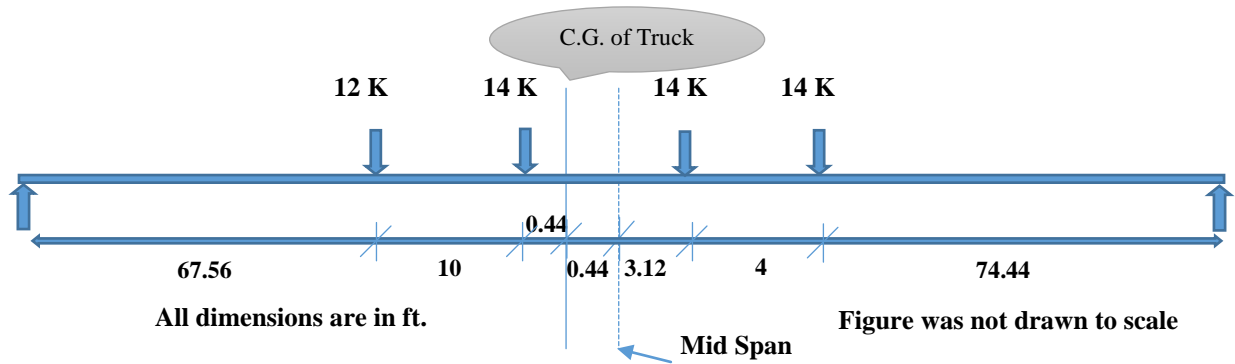 C.G. of Truck
12 K 14 K 14 K 14 K
0.44
67.56 10 0.44 3.12 4 74.44
All dimensions are in ft. Figure was not drawn to scale
Mid Span